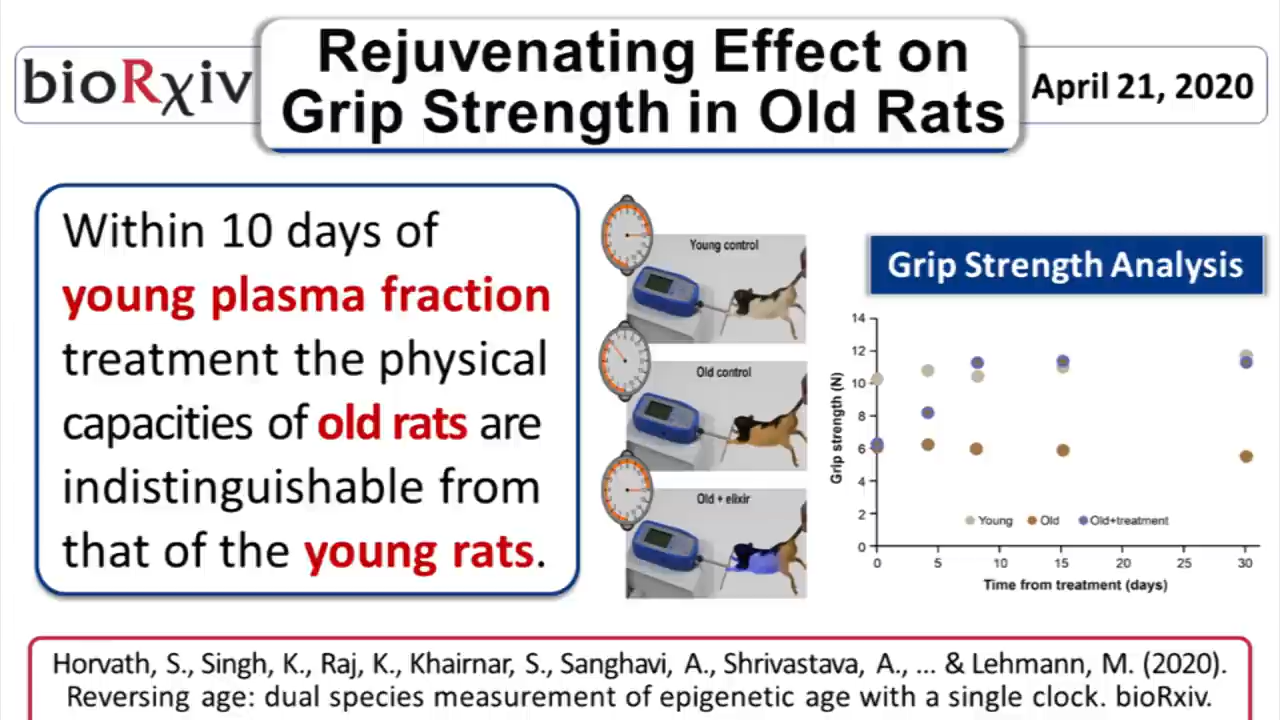 bioRχiv
Rejuvenating Effect on
Grip Strength in Old Rats
April 21, 2020
Within 10 days of
young plasma fraction
treatment the physical
capacities of old rats are
indistinguishable from
that of the young rats.
Young control
Old control
Old + elixir
Grip Strength Analysis
14
12
10
8
6
4
2
0
Grip strength (N)
Young Old Old+treatment
0 5 10 15 20 25 30
Time from treatment (days)
Horvath, S., Singh, K., Raj, K., Khairnar, S., Sanghavi, A., Shrivastava, A., ... & Lehmann, M. (2020).
Reversing age: dual species measurement of epigenetic age with a single clock. bioRxiv.